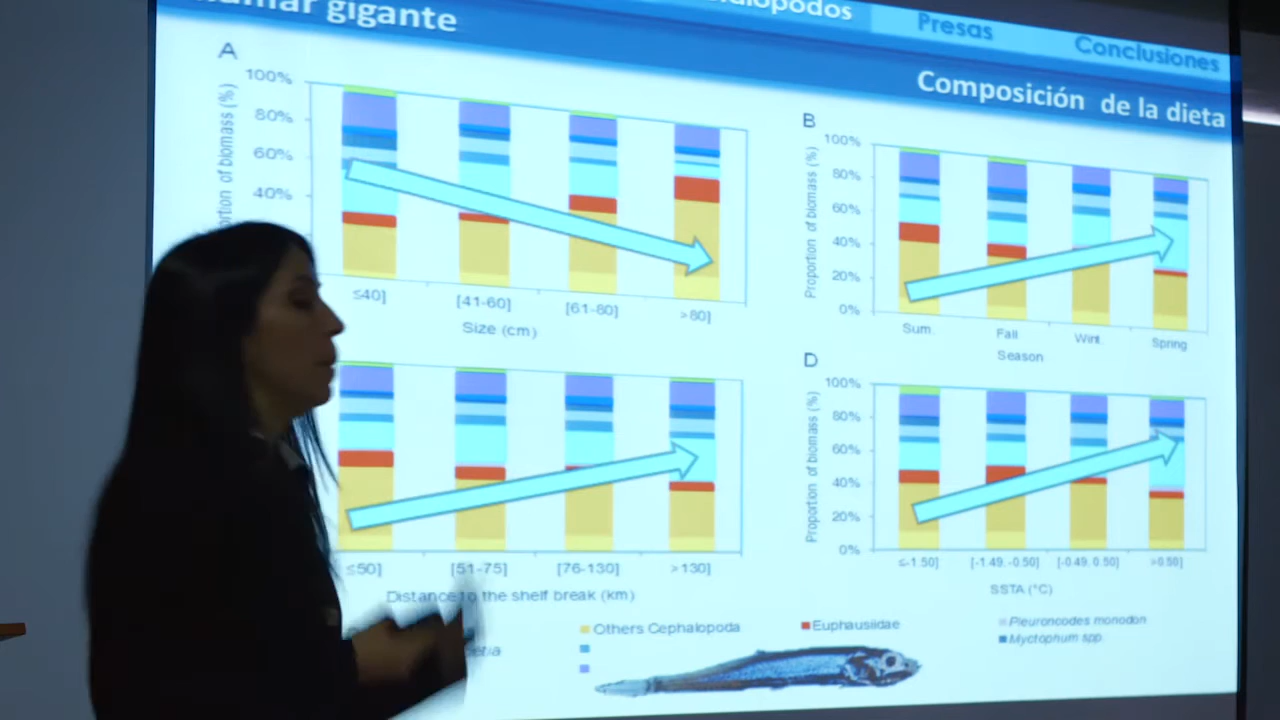 gigante
Presas
Conclusiones
Composición de la dieta
A
100%
80%
60%
40%
of biomass (%)
≤40]
[41-60]
[61-80]
>80]
Size (cm)
B
100%
80%
60%
40%
20%
0%
Proportion of biomass (%)
Sum.
Fall
Wint.
Spring
Season
≤50]
[51-75]
[76-130]
>130]
Distance to the shelf break (km)
D
100%
80%
60%
40%
20%
0%
Proportion of biomass (%)
≤-1.50]
[-1.49, -0.50]
[-0.49, 0.50]
>0.50]
SSTA (°C)
Others Cephalopoda
Euphausiidae
Pleuroncodes monodon
Myctophum spp.